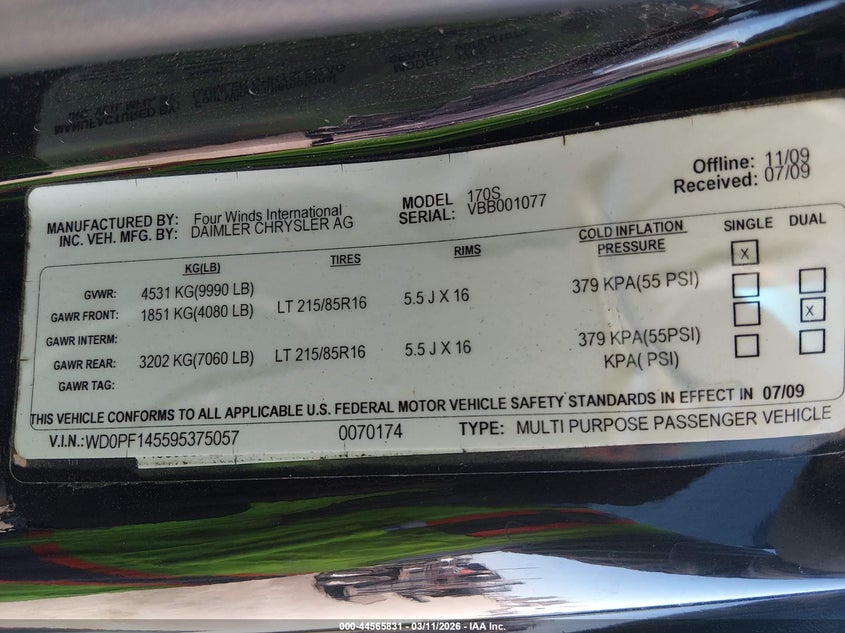 Offline: 11/09
Received: 07/09
MANUFACTURED BY: Four Winds International
INC. VEH. MFG. BY: DAIMLER CHRYSLER AG
MODEL 170S
SERIAL: VBB001077
KG(LB) TIRES RIMS COLD INFLATION PRESSURE SINGLE DUAL
X
GVWR: 4531 KG(9990 LB)
GAWR FRONT: 1851 KG(4080 LB) LT 215/85R16 5.5 J X 16 379 KPA(55 PSI)
X
GAWR INTERM:
GAWR REAR: 3202 KG(7060 LB) LT 215/85R16 5.5 J X 16 379 KPA(55PSI)
KPA( PSI)
GAWR TAG:
THIS VEHICLE CONFORMS TO ALL APPLICABLE U.S. FEDERAL MOTOR VEHICLE SAFETY STANDARDS IN EFFECT IN 07/09
V.I.N.:WD0PF145595375057 0070174 TYPE: MULTI PURPOSE PASSENGER VEHICLE
000-44565831 - 03/11/2026 - IAA Inc.